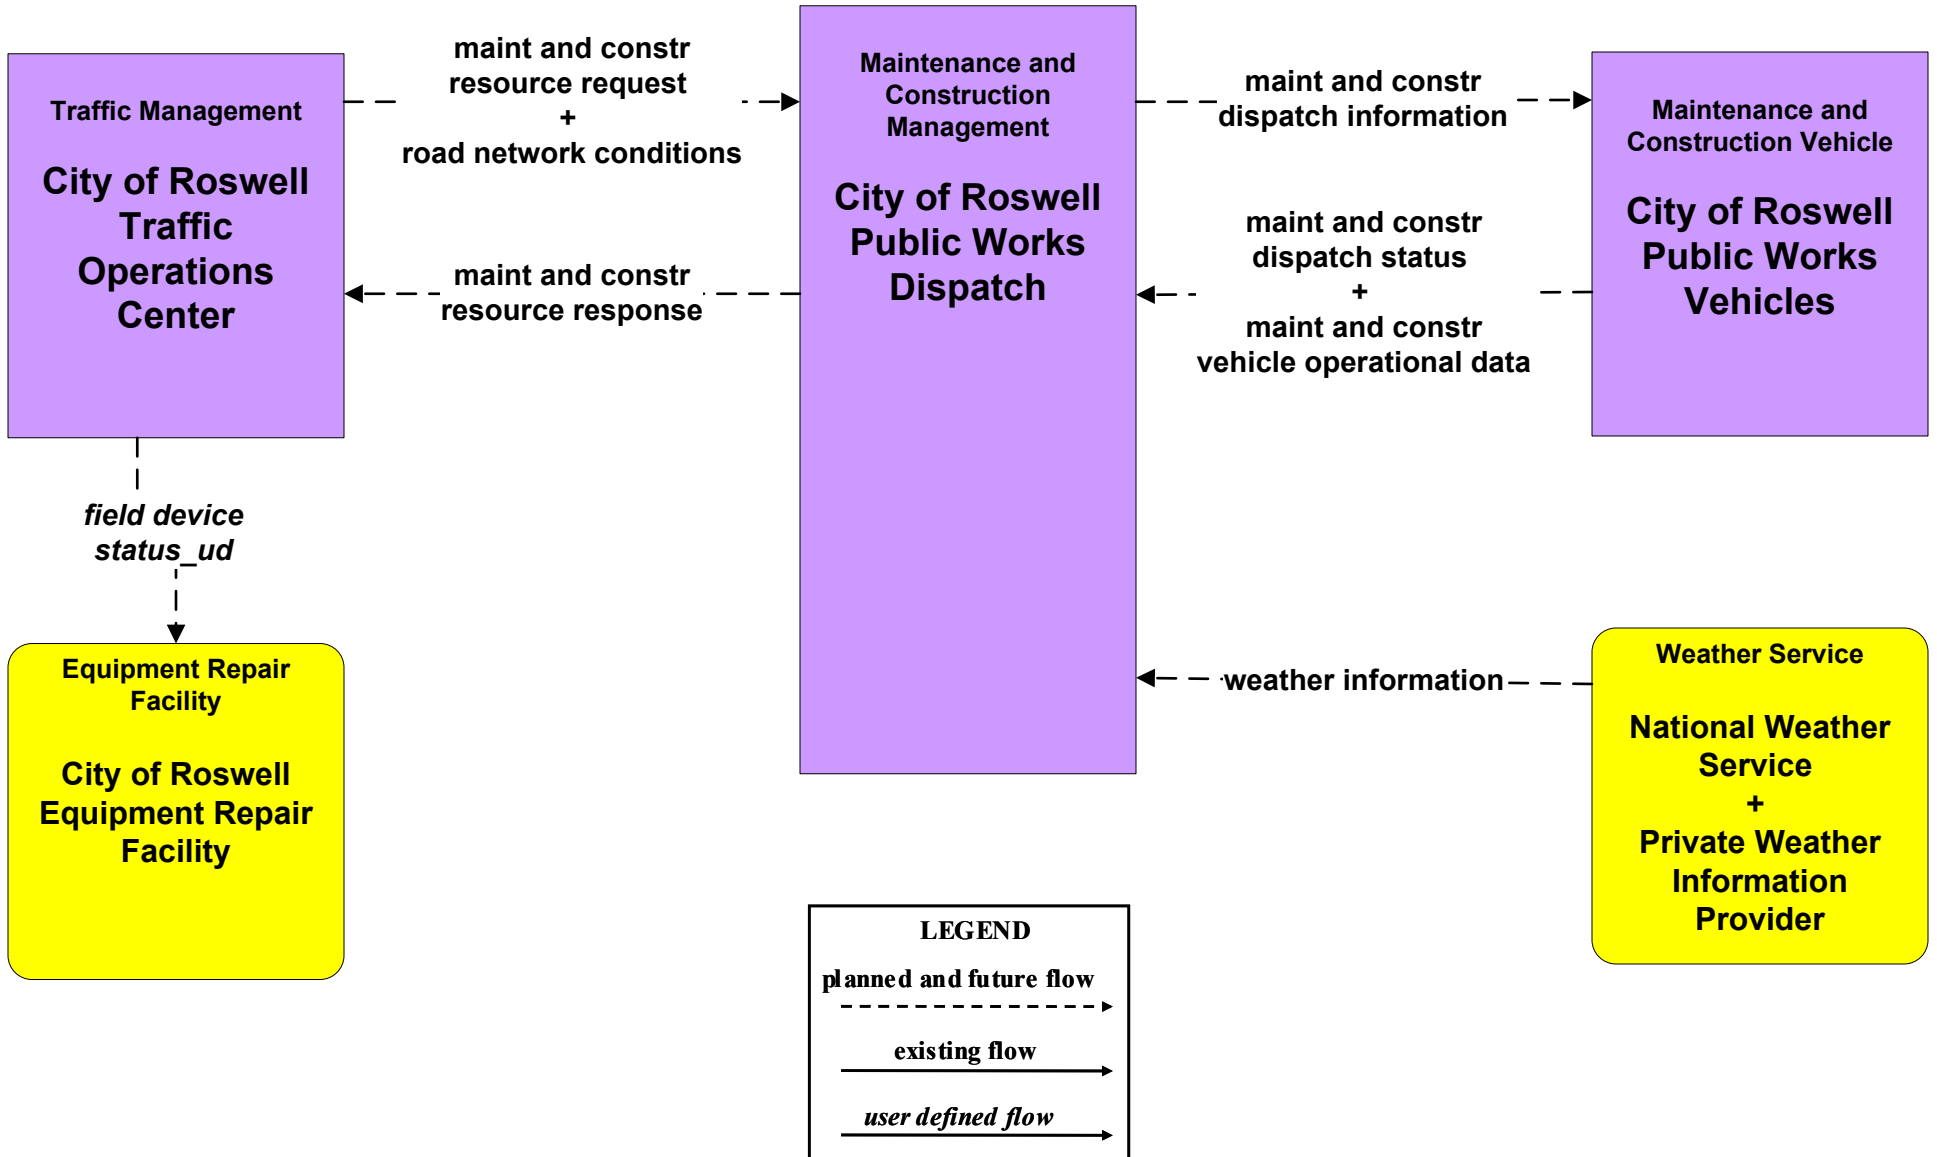 Traffic Management
City of Roswell
Traffic
Operations
Center
maint and constr
resource request
+
road network conditions
maint and constr
resource response
Maintenance and
Construction
Management
City of Roswell
Public Works
Dispatch
maint and constr
dispatch information
maint and constr
dispatch status
+
maint and constr
vehicle operational data
Maintenance and
Construction Vehicle
City of Roswell
Public Works
Vehicles
field device
status_ud
Equipment Repair
Facility
City of Roswell
Equipment Repair
Facility
weather information
Weather Service
National Weather
Service
+
Private Weather
Information
Provider
LEGEND
planned and future flow
existing flow
user defined flow